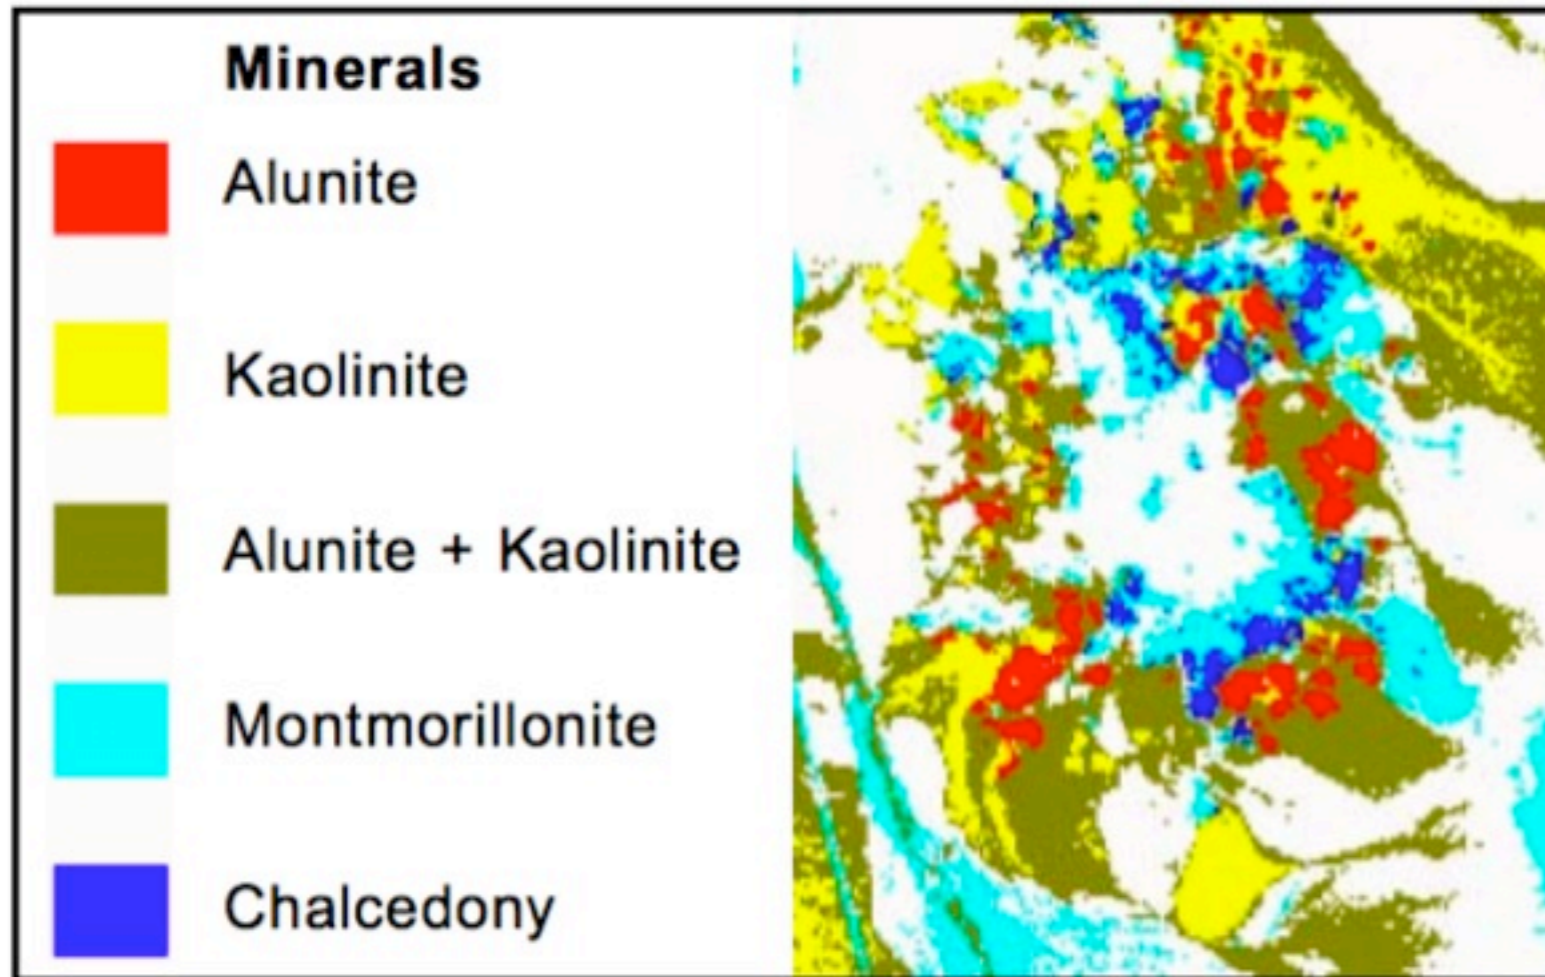 Minerals
Alunite
Kaolinite
Alunite + Kaolinite
Montmorillonite
Chalcedony